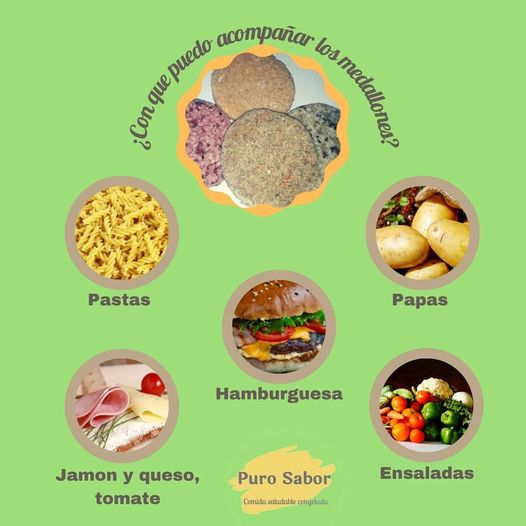 ¿Con que puedo acompañar los medallones?
Pastas
Papas
Hamburguesa
Jamon y queso,
tomate
Ensaladas
Puro Sabor
Comida saludable congelada.